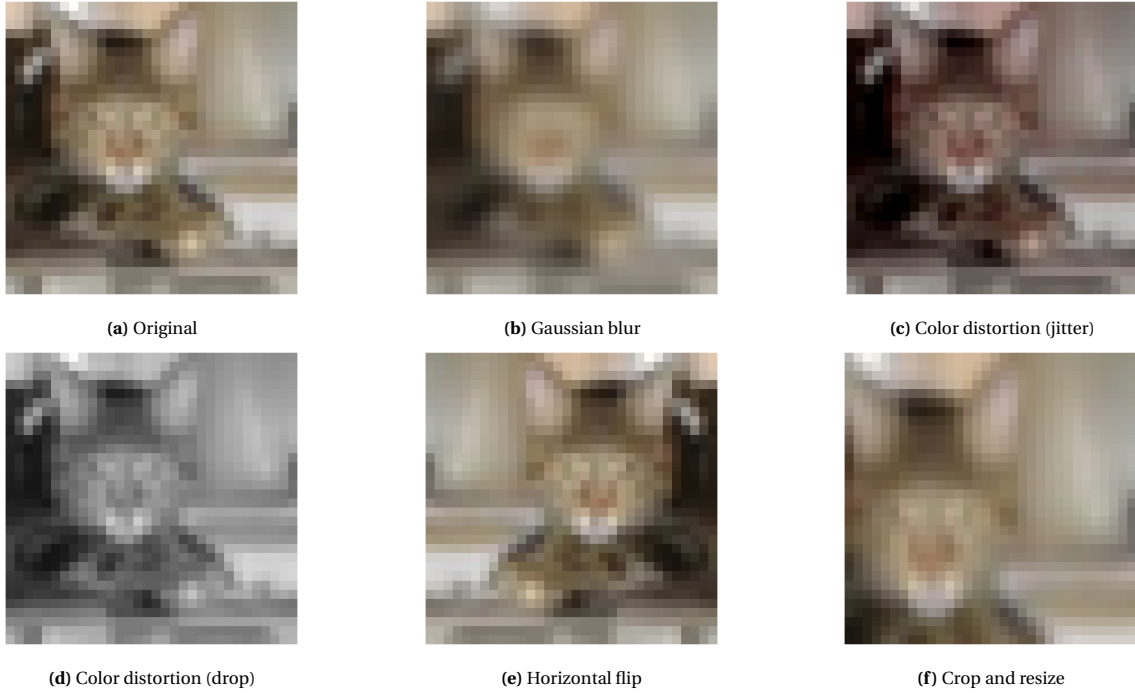 (a) Original
(b) Gaussian blur
(c) Color distortion (jitter)
(d) Color distortion (drop)
(e) Horizontal flip
(f) Crop and resize